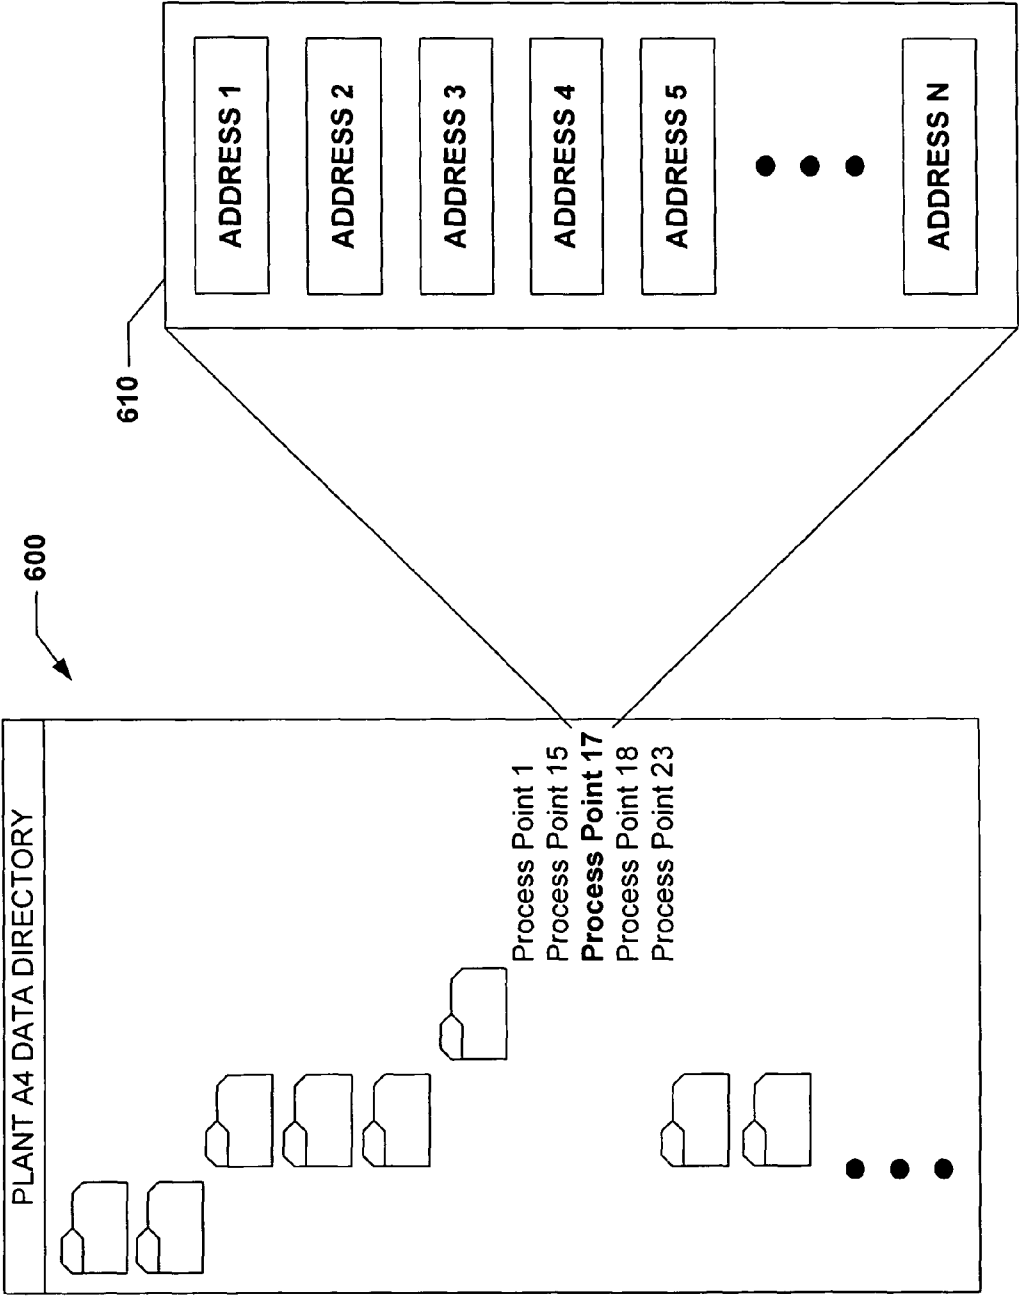 600
PLANT A4 DATA DIRECTORY
Process Point 1
Process Point 15
Process Point 17
Process Point 18
Process Point 23
610
ADDRESS 1
ADDRESS 2
ADDRESS 3
ADDRESS 4
ADDRESS 5
ADDRESS N